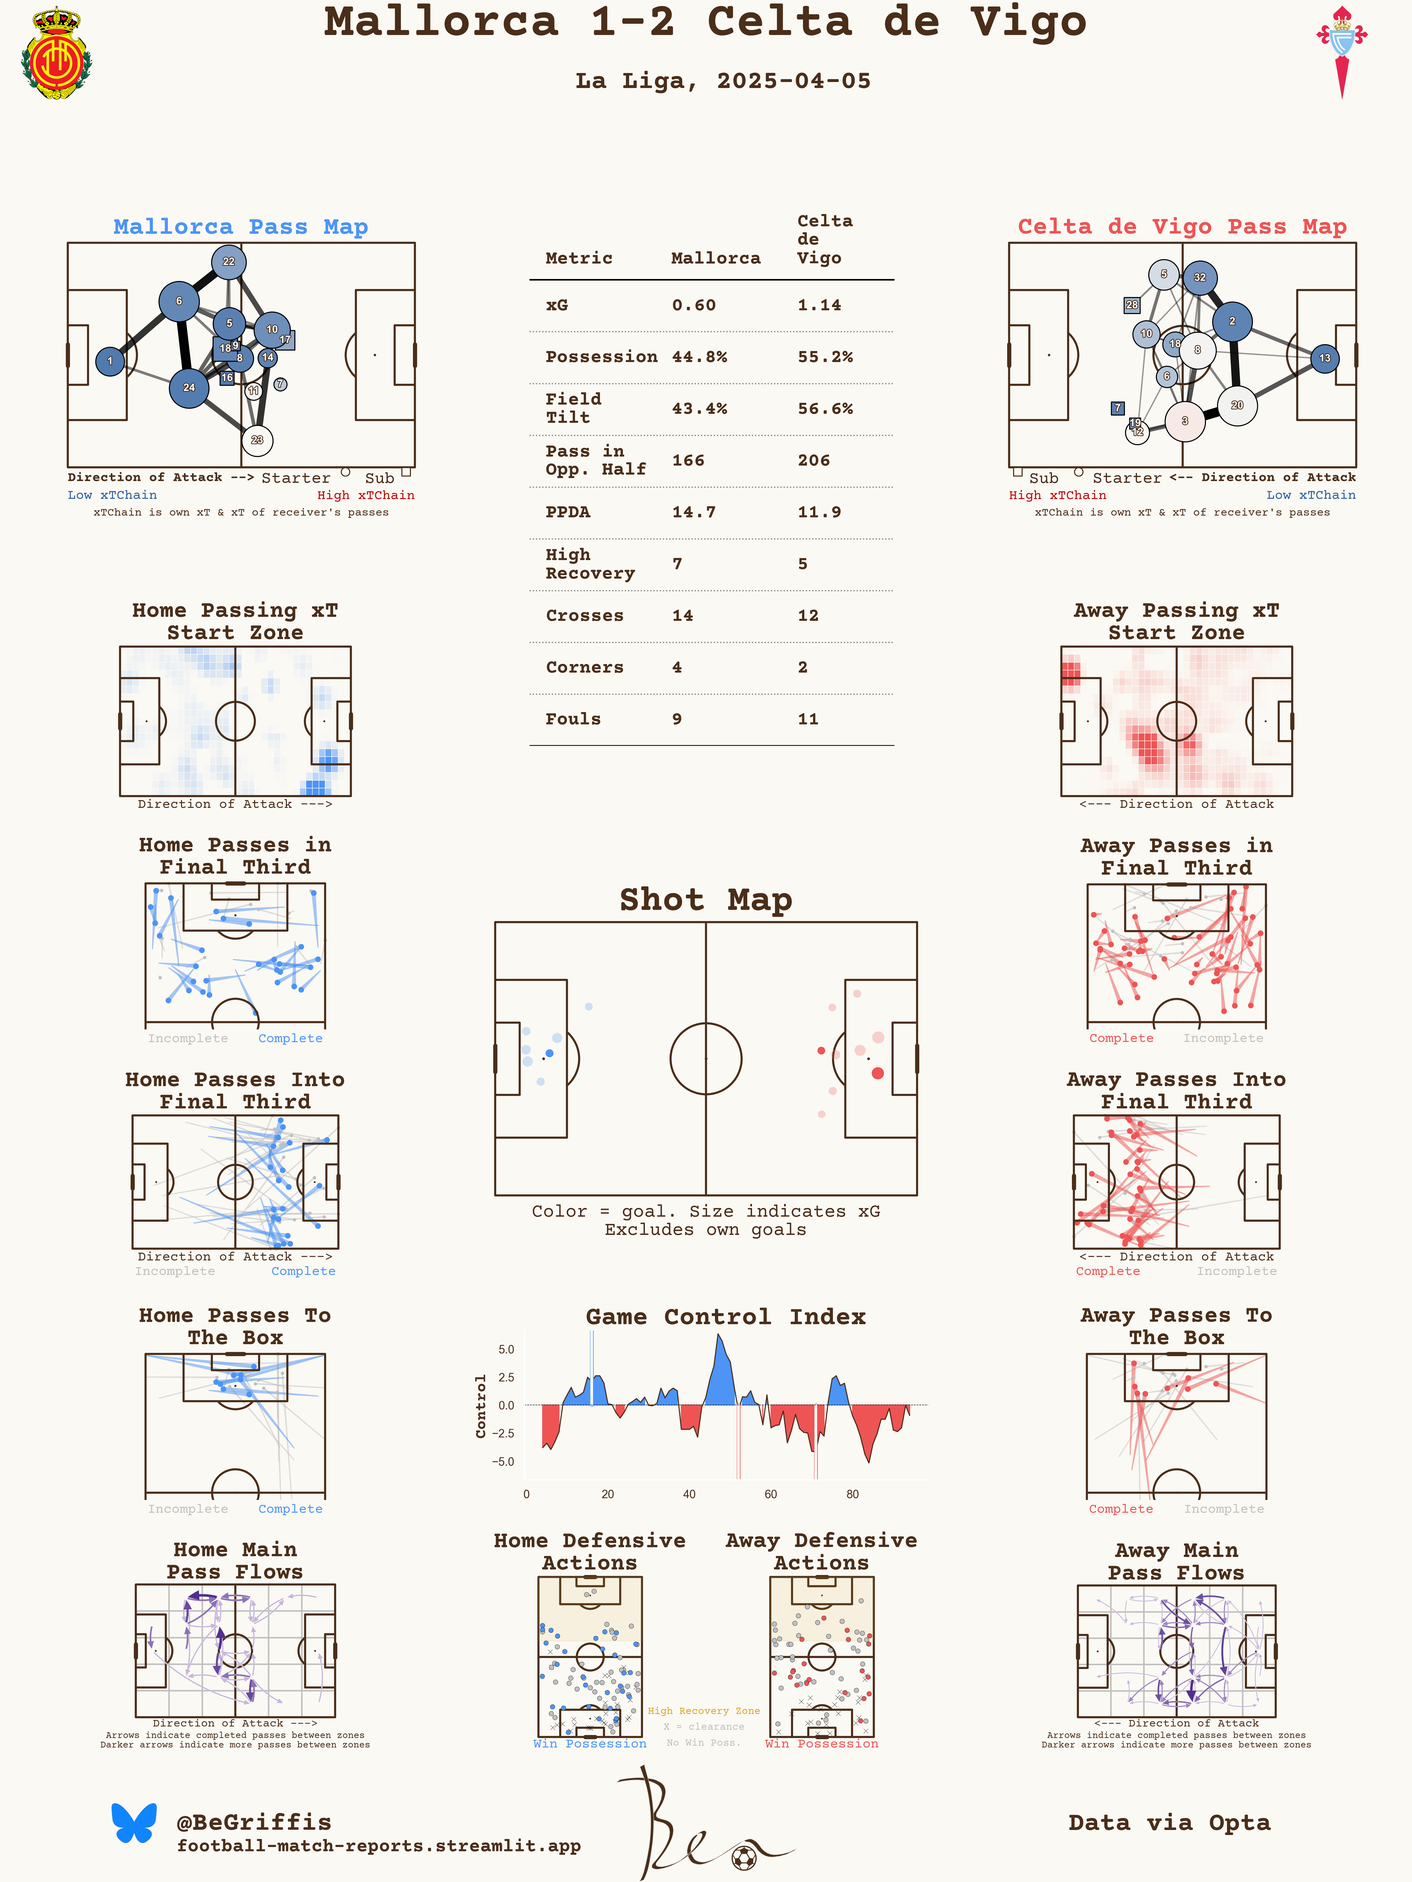 Mallorca 1-2 Celta de Vigo
La Liga, 2025-04-05
Mallorca Pass Map
22
6
5
10
17
18
9
8
14
1
16
24
11
7
23
Direction of Attack --> Starter Sub
Low xTChain High xTChain
xTChain is own xT & xT of receiver's passes
Metric Mallorca Celta de Vigo
xG 0.60 1.14
Possession 44.8% 55.2%
Field Tilt 43.4% 56.6%
Pass in Opp. Half 166 206
PPDA 14.7 11.9
High Recovery 7 5
Crosses 14 12
Corners 4 2
Fouls 9 11
Celta de Vigo Pass Map
5
32
28
2
10
18
8
13
6
7
20
19
12
3
Sub Starter <-- Direction of Attack
High xTChain Low xTChain
xTChain is own xT & xT of receiver's passes
Home Passing xT
Start Zone
Direction of Attack --->
Away Passing xT
Start Zone
<--- Direction of Attack
Home Passes in
Final Third
Incomplete Complete
Away Passes in
Final Third
Complete Incomplete
Shot Map
Color = goal. Size indicates xG
Excludes own goals
Home Passes Into
Final Third
Direction of Attack --->
Incomplete Complete
Away Passes Into
Final Third
<--- Direction of Attack
Complete Incomplete
Home Passes To
The Box
Incomplete Complete
Game Control Index
Control
5.0
2.5
0.0
−2.5
−5.0
0 20 40 60 80
Away Passes To
The Box
Complete Incomplete
Home Main
Pass Flows
Direction of Attack --->
Arrows indicate completed passes between zones
Darker arrows indicate more passes between zones
Home Defensive
Actions
Win Possession
High Recovery Zone
X = clearance
No Win Poss.
Away Defensive
Actions
Win Possession
Away Main
Pass Flows
<--- Direction of Attack
Arrows indicate completed passes between zones
Darker arrows indicate more passes between zones
@BeGriffis
football-match-reports.streamlit.app
Ben
Data via Opta